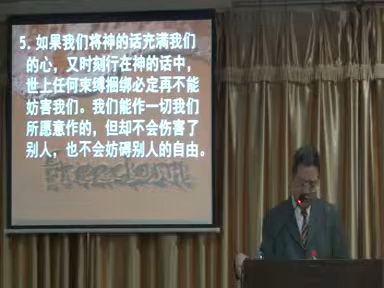 5.如果我们将神的话充满我们
的心，又时刻行在神的话中，
世上任何束缚捆绑必定再不能
妨害我们。我们能作一切我们
所愿意作的，但却不会伤害了
别人，也不会妨碍别人的自由。
Freedom